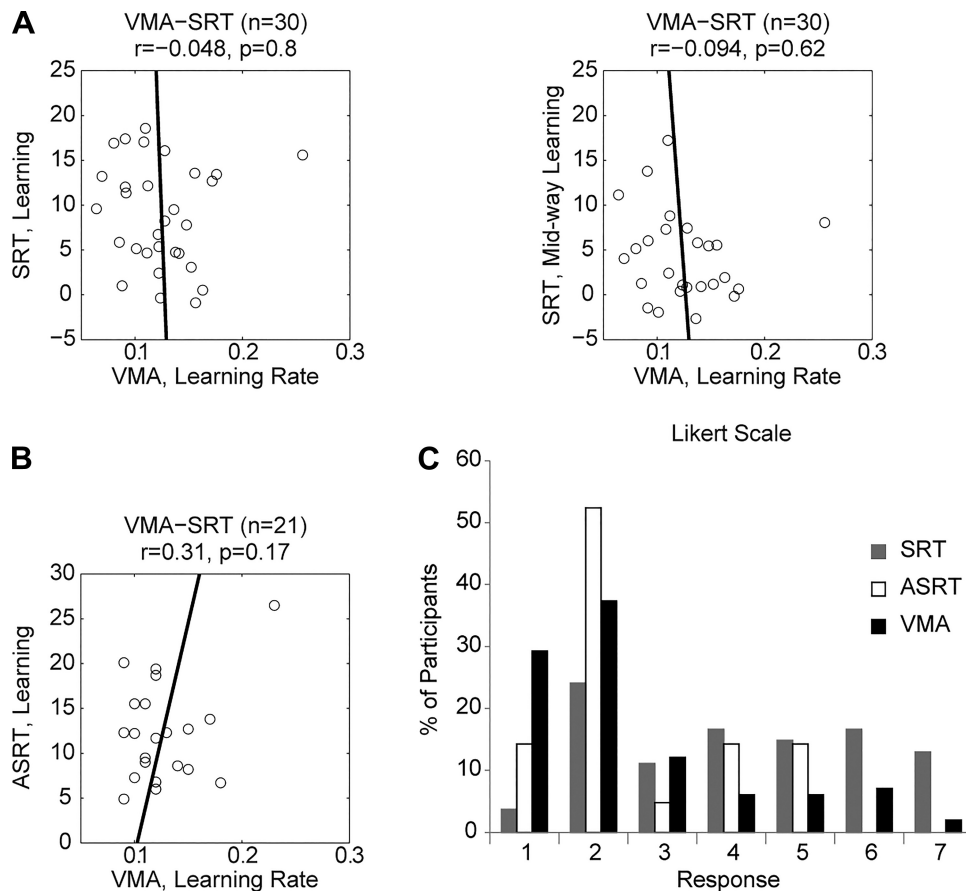 A
VMA−SRT (n=30)
r=−0.048, p=0.8
25
20
15
10
5
0
−5
SRT, Learning
0.1
0.2
0.3
VMA, Learning Rate
VMA−SRT (n=30)
r=−0.094, p=0.62
25
20
15
10
5
0
−5
SRT, Mid-way Learning
0.1
0.2
0.3
VMA, Learning Rate
B
VMA−SRT (n=21)
r=0.31, p=0.17
30
25
20
15
10
5
0
ASRT, Learning
0.1
0.2
0.3
VMA, Learning Rate
C
Likert Scale
60
50
40
30
20
10
0
% of Participants
SRT
ASRT
VMA
1 2 3 4 5 6 7
Response